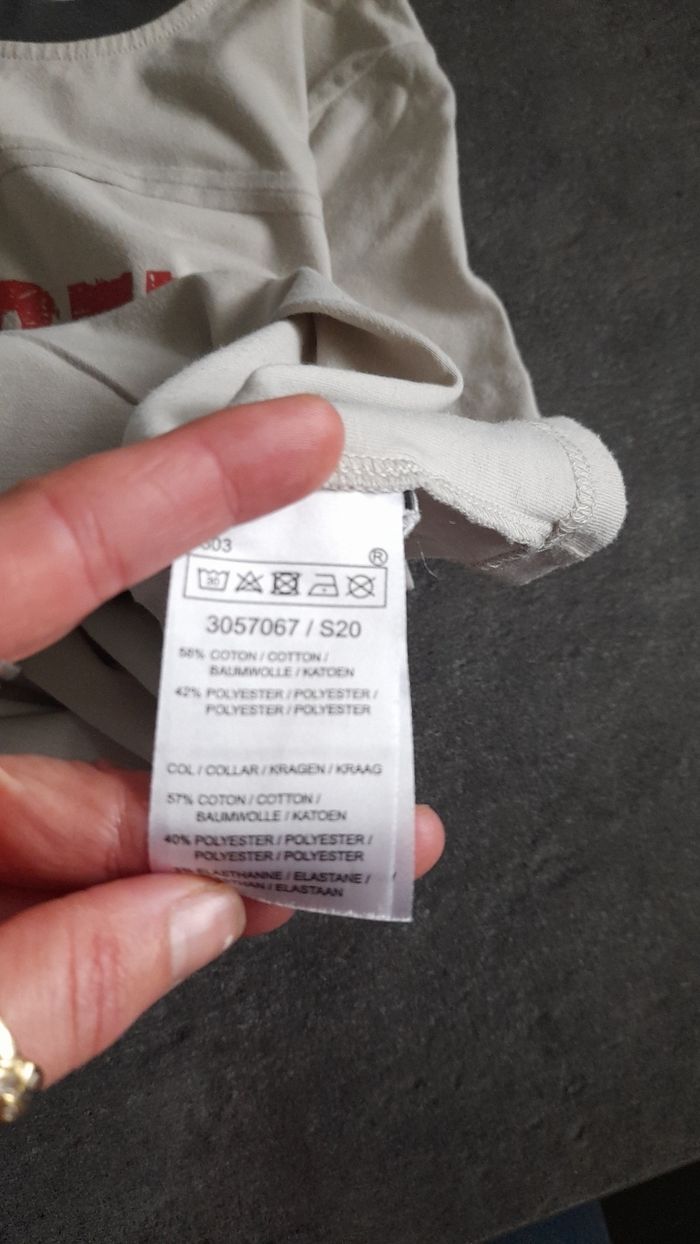 ®
30
3057067 / S20
58% COTON / COTTON /
BAUMWOLLE / KATOEN
42% POLYESTER / POLYESTER /
POLYESTER / POLYESTER
COL / COLLAR / KRAGEN / KRAAG
57% COTON / COTTON /
BAUMWOLLE / KATOEN
40% POLYESTER / POLYESTER /
POLYESTER / POLYESTER
ELASTHANNE / ELASTANE /
ELASTAAN